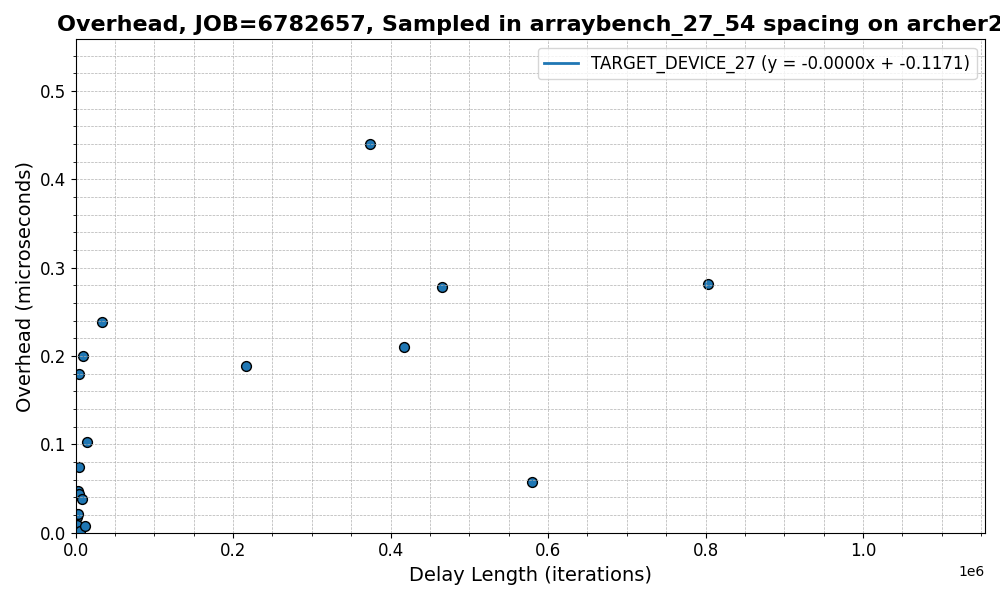 Overhead, JOB=6782657, Sampled in arraybench_27_54 spacing on archer2
TARGET_DEVICE_27 (y = -0.0000x + -0.1171)
Overhead (microseconds)
0.5
0.4
0.3
0.2
0.1
0.0
0.0 0.2 0.4 0.6 0.8 1.0
1e6
Delay Length (iterations)